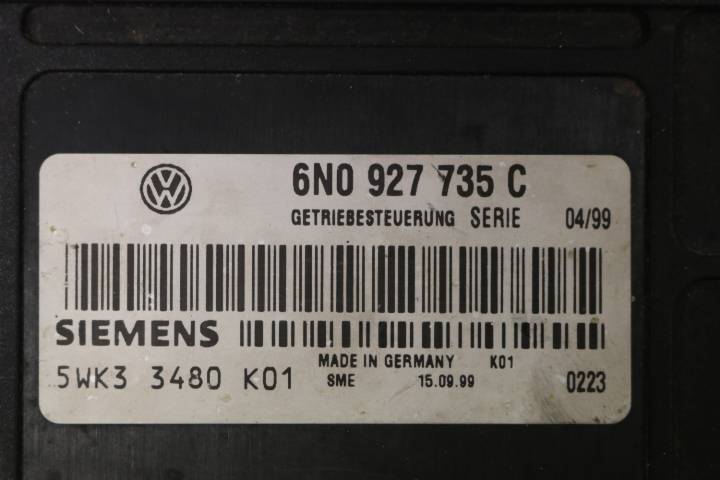 6N0 927 735 C
GETRIEBESTEUERUNG SERIE 04/99
SIEMENS
MADE IN GERMANY K01
5WK3 3480 K01 SME 15.09.99 0223